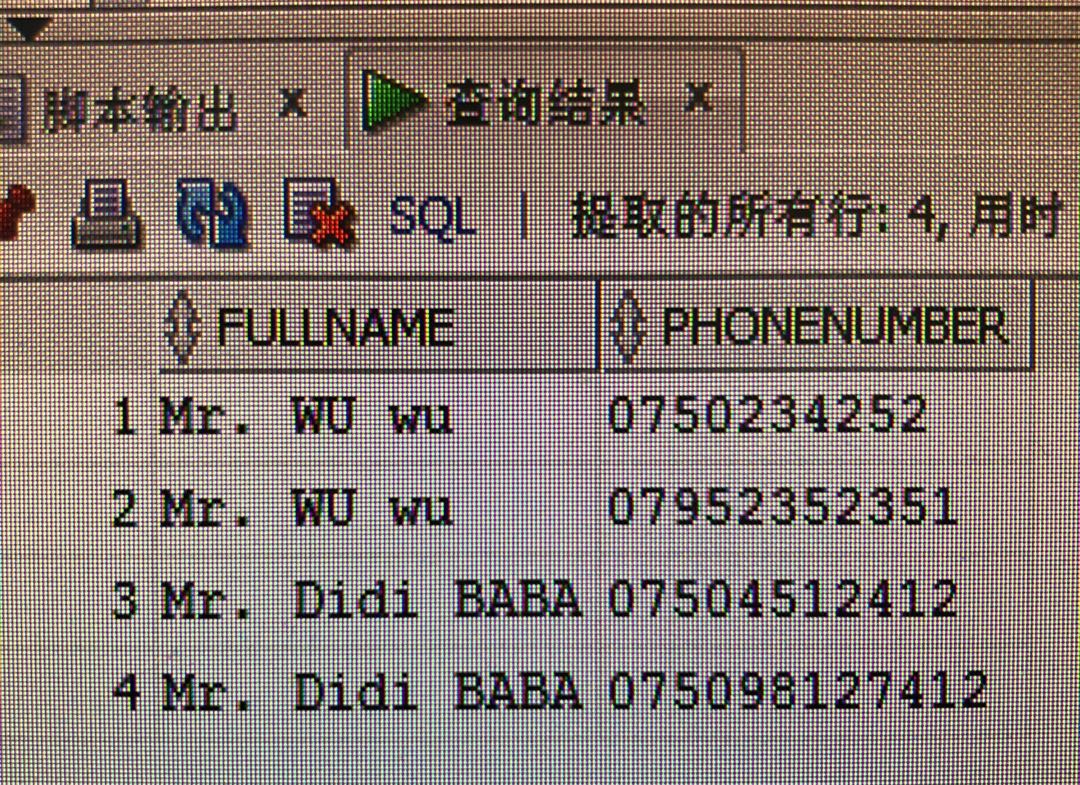 脚本输出 x 查询结果 x
SQL | 提取的所有行: 4, 用时
FULLNAME PHONENUMBER
1 Mr. WU wu 0750234252
2 Mr. WU wu 07952352351
3 Mr. Didi BABA 07504512412
4 Mr. Didi BABA 075098127412